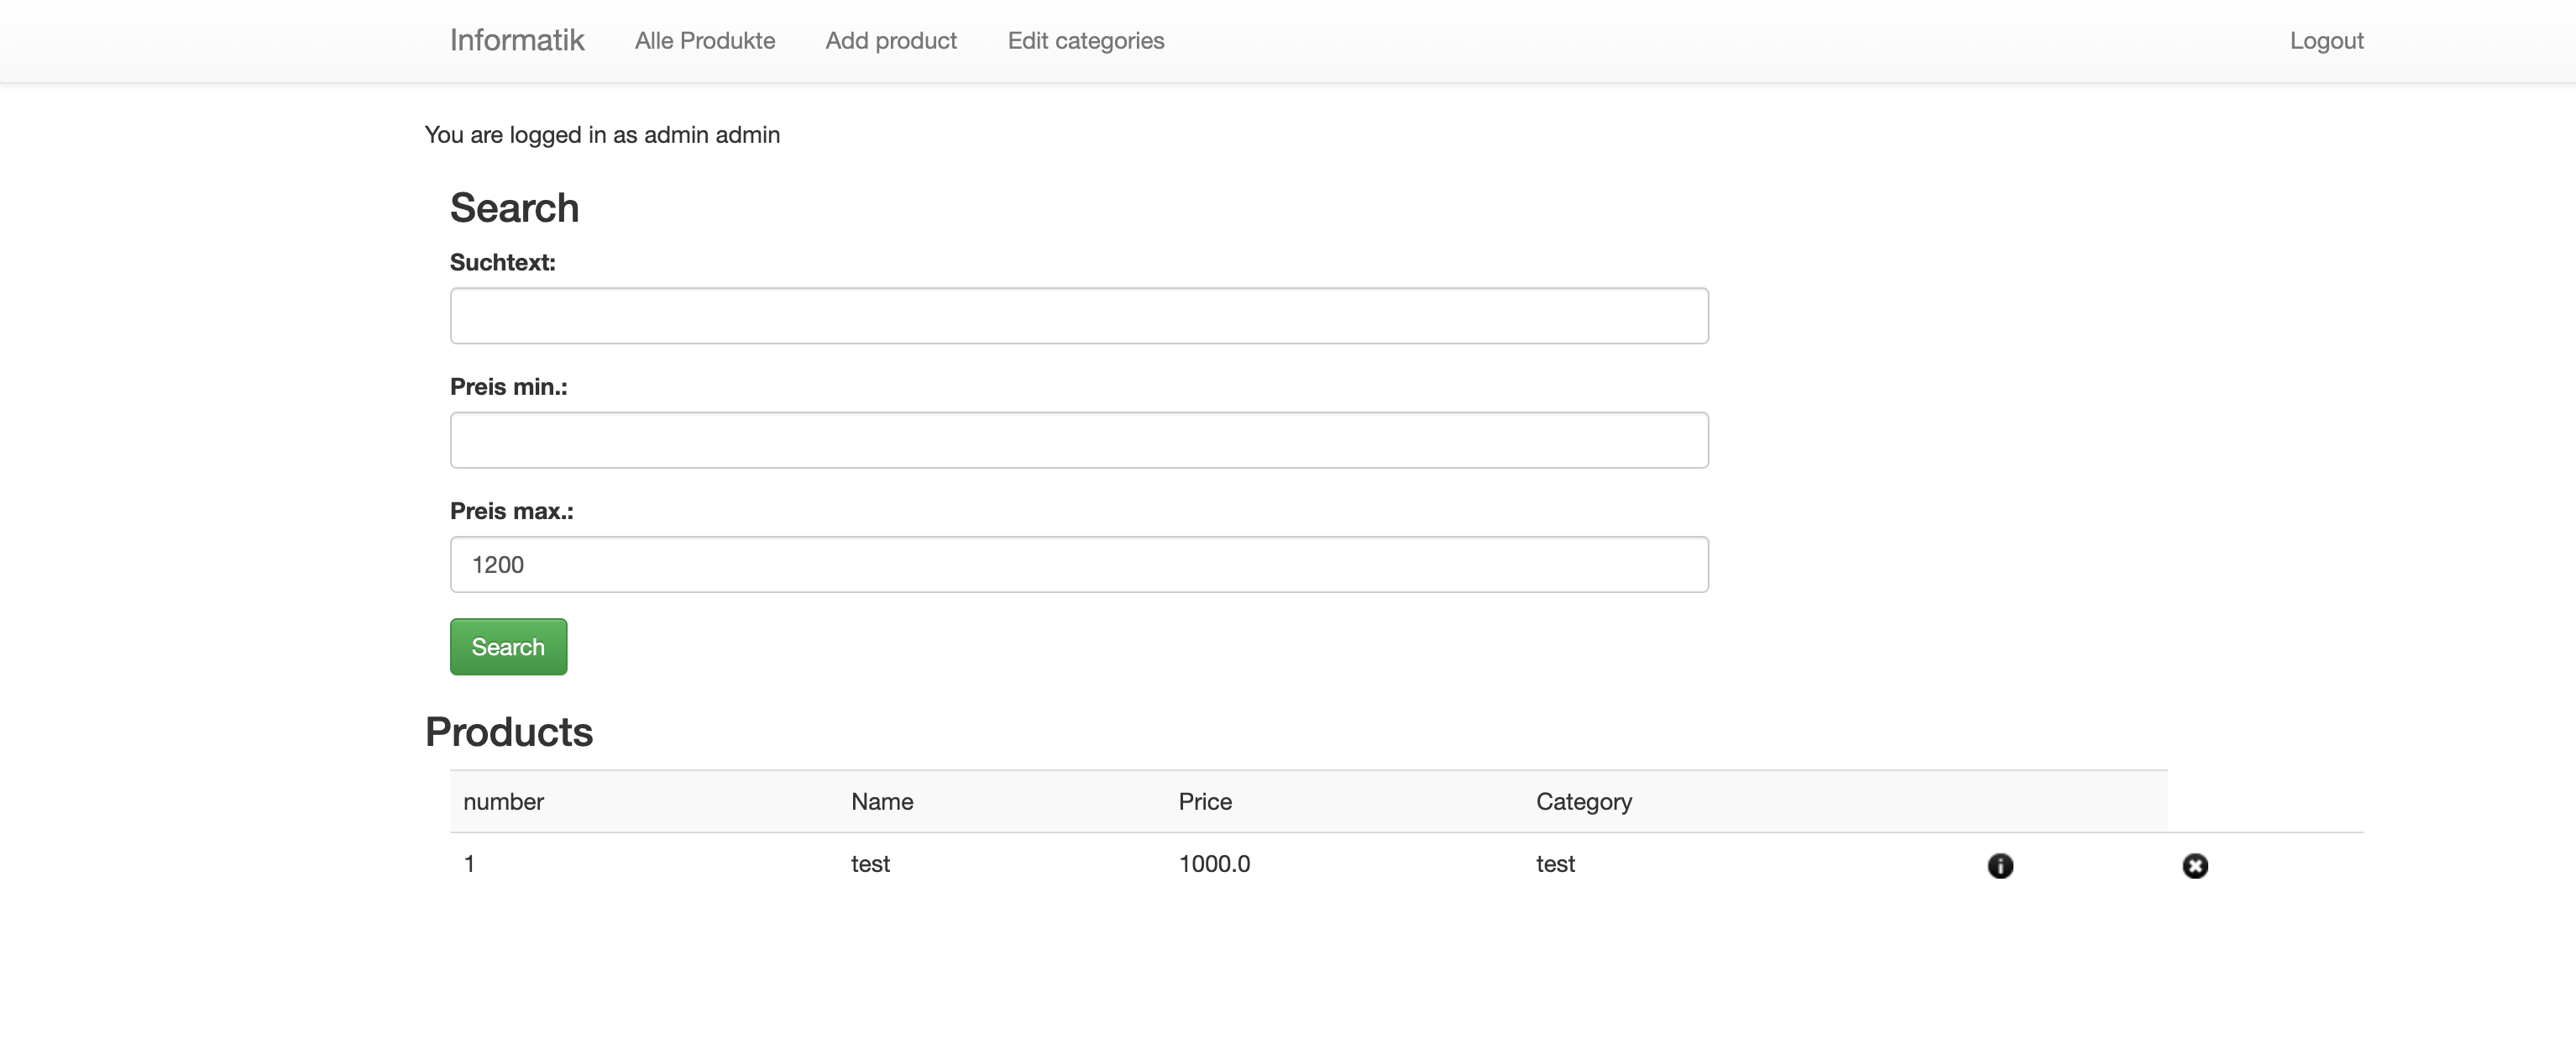 Informatik Alle Produkte Add product Edit categories Logout
You are logged in as admin admin
Search
Suchtext:
Preis min.:
Preis max.:
1200
Search
Products
number Name Price Category
1 test 1000.0 test